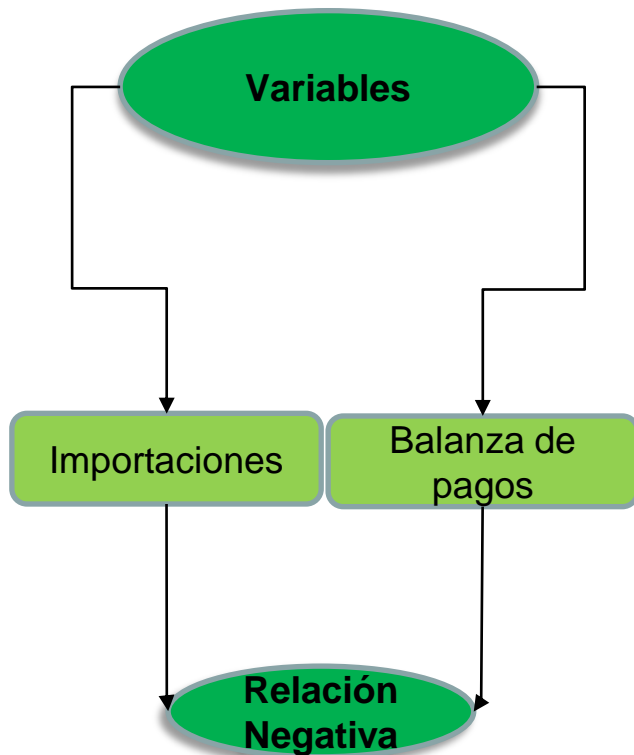 Variables
Importaciones
Balanza de
pagos
Relación
Negativa